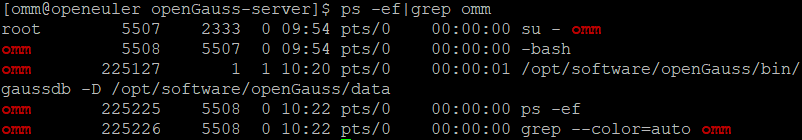 [omm@openeuler openGauss-server]$ ps -ef|grep omm
root        5507    2333  0 09:54 pts/0    00:00:00 su - omm
omm         5508    5507  0 09:54 pts/0    00:00:00 -bash
omm       225127       1  1 10:20 pts/0    00:00:01 /opt/software/openGauss/bin/
gaussdb -D /opt/software/openGauss/data
omm       225225    5508  0 10:22 pts/0    00:00:00 ps -ef
omm       225226    5508  0 10:22 pts/0    00:00:00 grep --color=auto omm